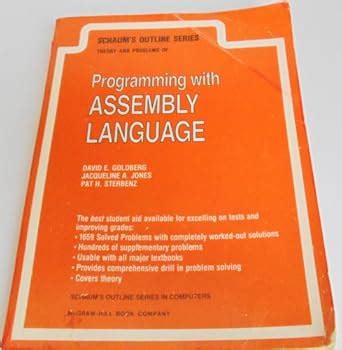 SCHAUM'S OUTLINE SERIES
THEORY AND PROBLEMS OF
Programming with
ASSEMBLY
LANGUAGE
DAVID E. GOLDBERG
JACQUELINE A. JONES
PAT H. STERBENZ
The best student aid available for excelling on tests and
improving grades:
• 1659 Solved Problems with completely worked-out solutions
• Hundreds of supplementary problems
• Usable with all major textbooks
• Provides comprehensive drill in problem solving
• Covers theory
SCHAUM'S OUTLINE SERIES IN COMPUTERS
McGRAW-HILL BOOK COMPANY